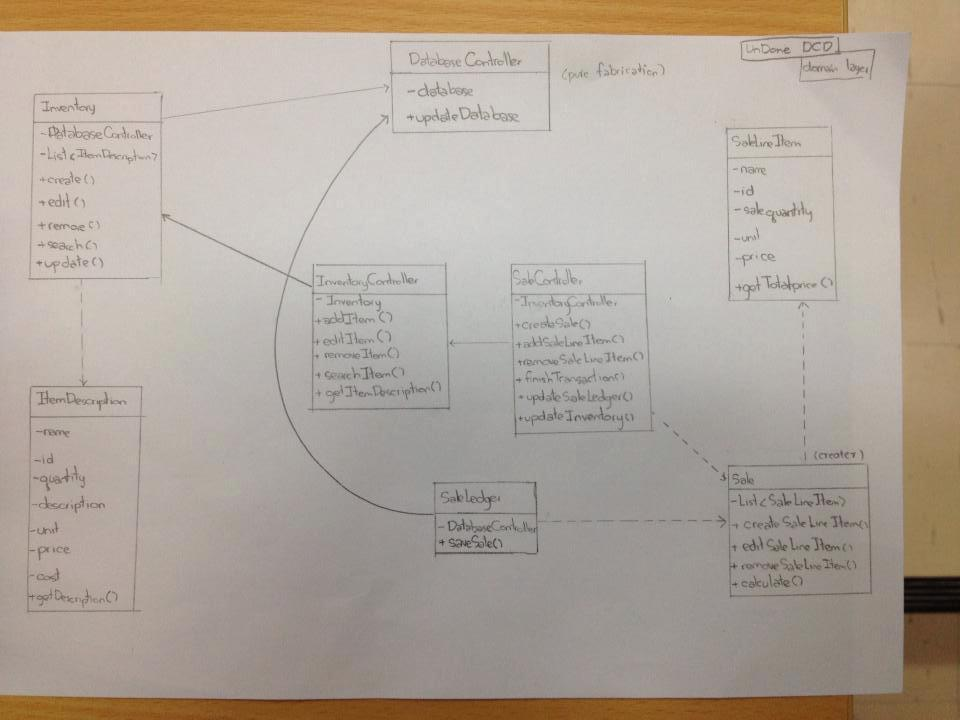 UnDone DCD
domain layer
DatabaseController
- database
+updateDatabase
(pure fabrication)
Inventory
-DatabaseController
-List<ItemDescription>
+create()
+edit()
+remove()
+search()
+update()
SaleLineItem
-name
-id
-sale quantity
-unit
-price
+getTotalprice()
InventoryController
- Inventory
+addItem()
+editItem()
+removeItem()
+searchItem()
+getItemDescription()
SaleController
-InventoryController
+createSale()
+addSaleLineItem()
+removeSaleLineItem()
+finishTransaction()
+updateSaleLedger()
+updateInventory()
ItemDescription
-name
-id
-quantity
-description
-unit
-price
-cost
+getDescription()
SaleLedger
- DatabaseController
+ saveSale()
(creater)
Sale
-List<SaleLineItem>
+ createSaleLineItem()
+ editSaleLineItem()
+ removeSaleLineItem()
+ calculate()